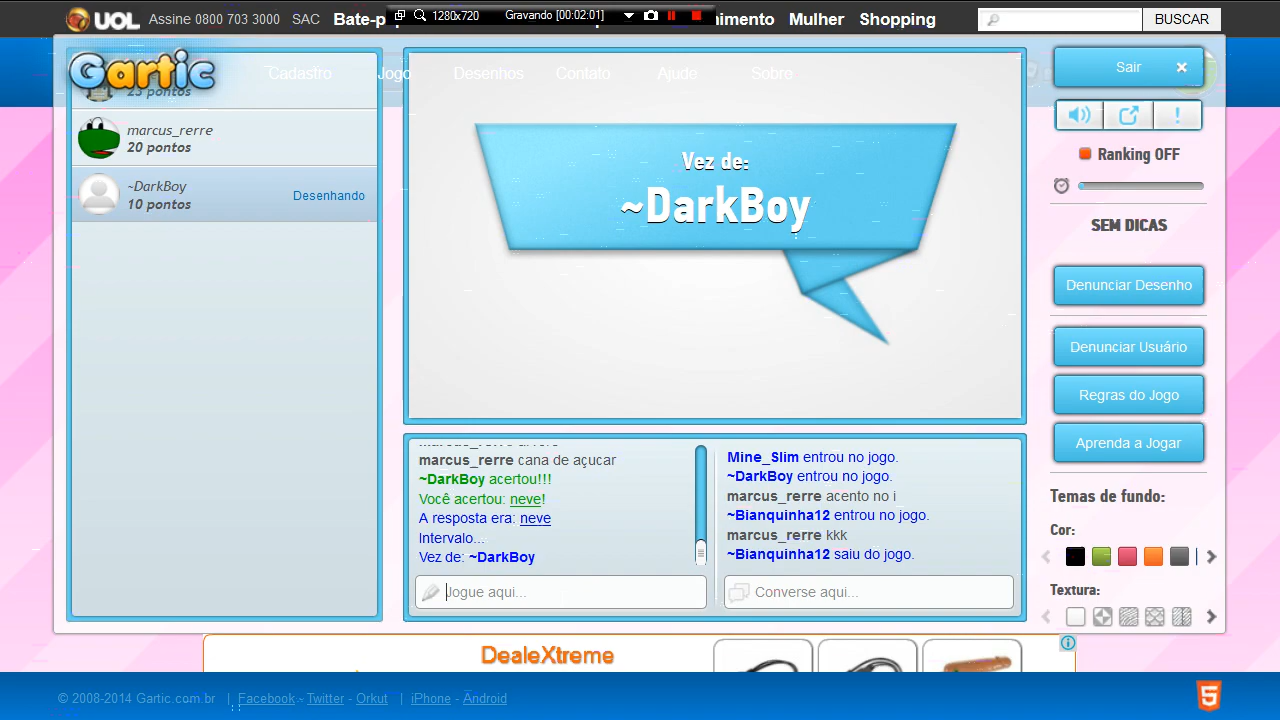 UOL Assine 0800 703 3000 SAC Bate-p 1280x720 Gravando [00:02:01] nimento Mulher Shopping BUSCAR
Gartic
Cadastro Jogo Desenhos Contato Ajude Sobre
25 pontos
marcus_rerre
20 pontos
~DarkBoy
10 pontos
Desenhando
Vez de:
~DarkBoy
Sair
Ranking OFF
SEM DICAS
Denunciar Desenho
Denunciar Usuário
Regras do Jogo
Aprenda a Jogar
Temas de fundo:
Cor:
Textura:
marcus_rerre cana de açucar
~DarkBoy acertou!!!
Você acertou: neve!
A resposta era: neve
Intervalo...
Vez de: ~DarkBoy
Jogue aqui...
Mine_Slim entrou no jogo.
~DarkBoy entrou no jogo.
marcus_rerre acento no i
~Bianquinha12 entrou no jogo.
marcus_rerre kkk
~Bianquinha12 saiu do jogo.
Converse aqui...
DealeXtreme
© 2008-2014 Gartic.com.br | Facebook - Twitter - Orkut | iPhone - Android
5